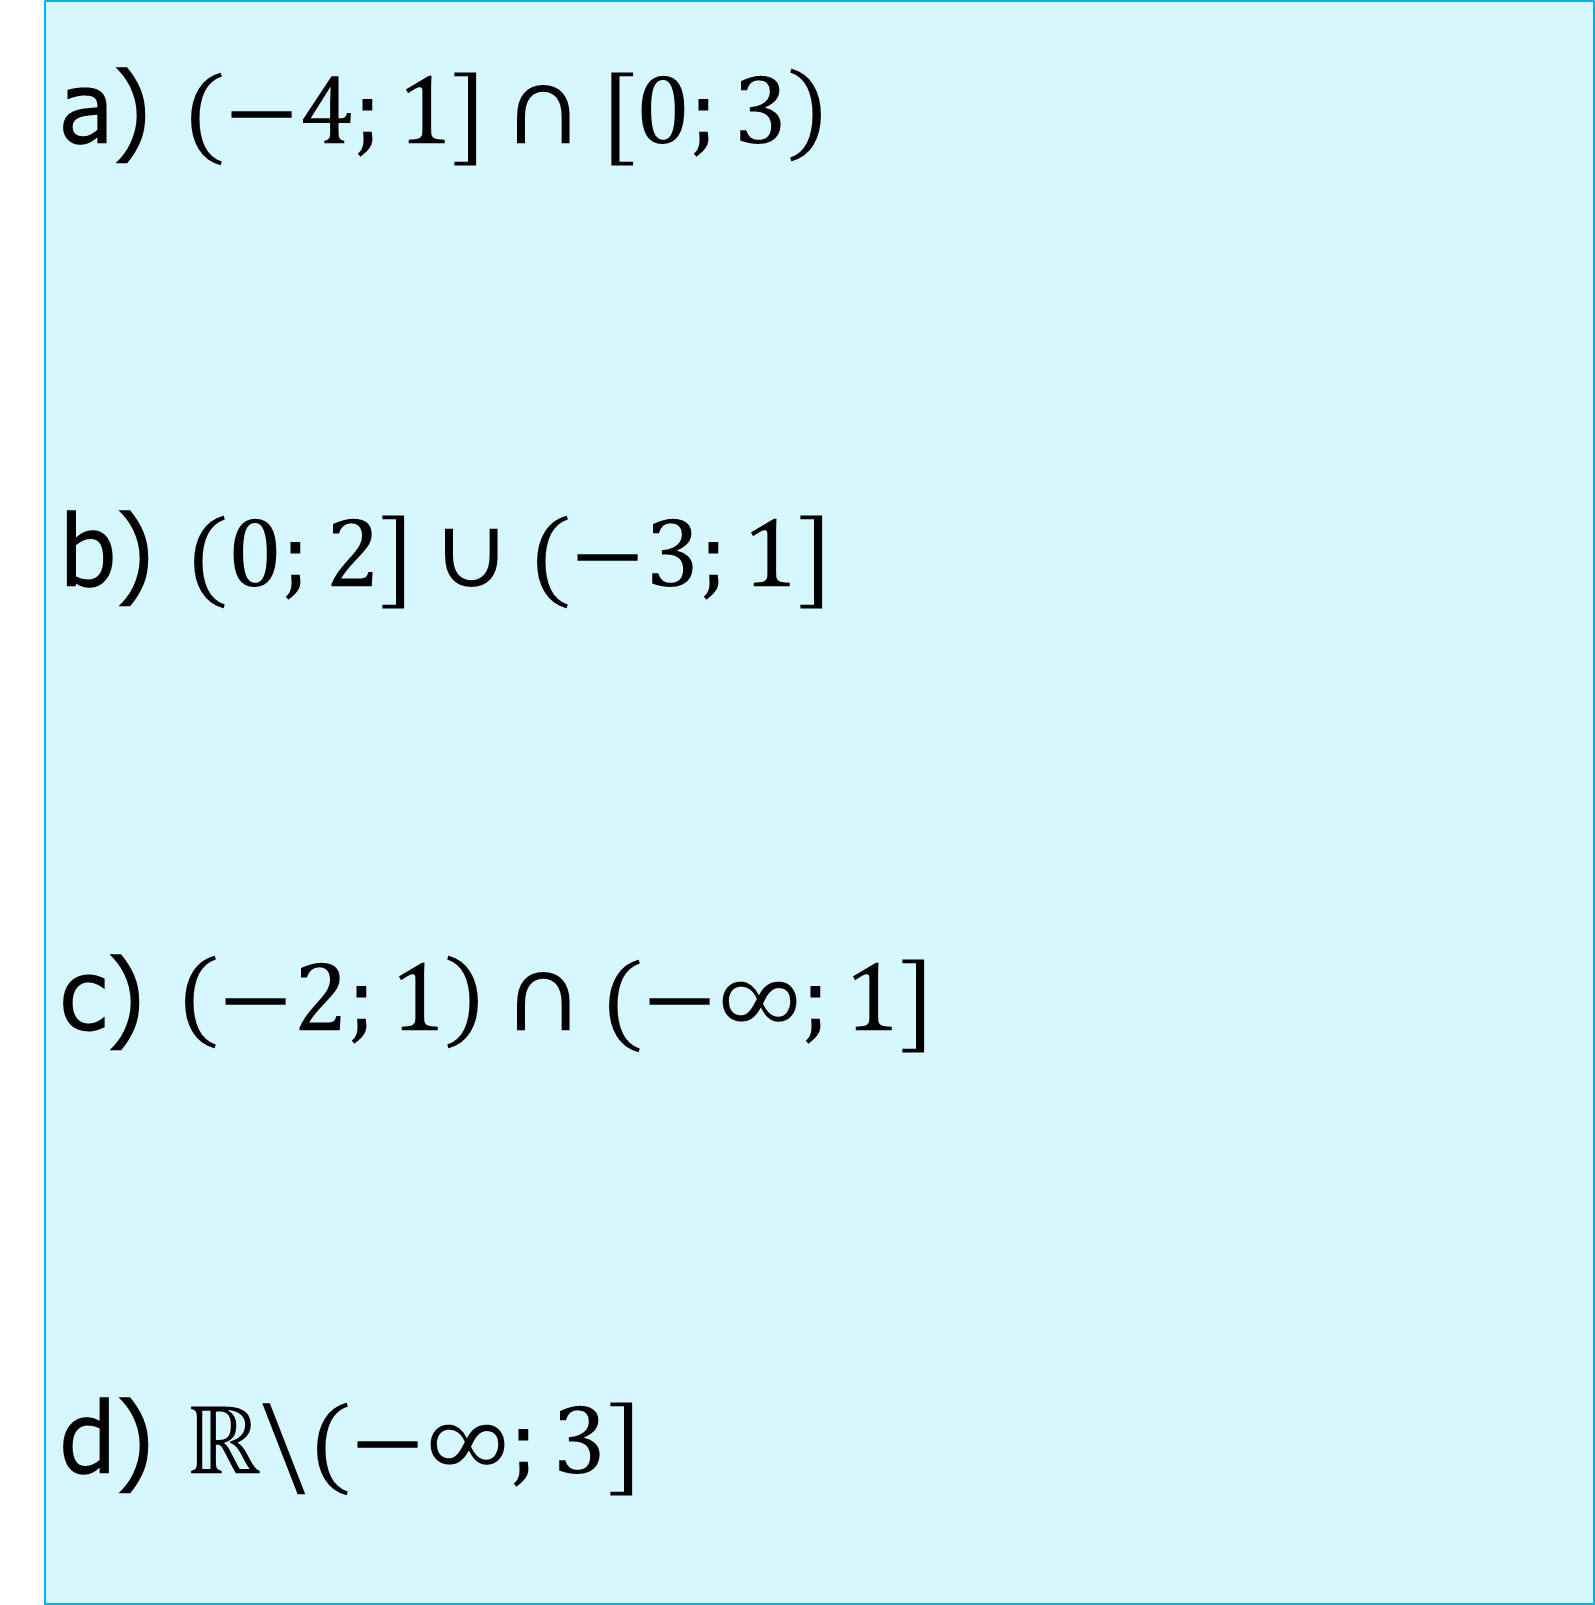 a) (−4; 1] ∩ [0; 3)
b) (0; 2] ∪ (−3; 1]
c) (−2; 1) ∩ (−∞; 1]
d) ℝ\(−∞; 3]